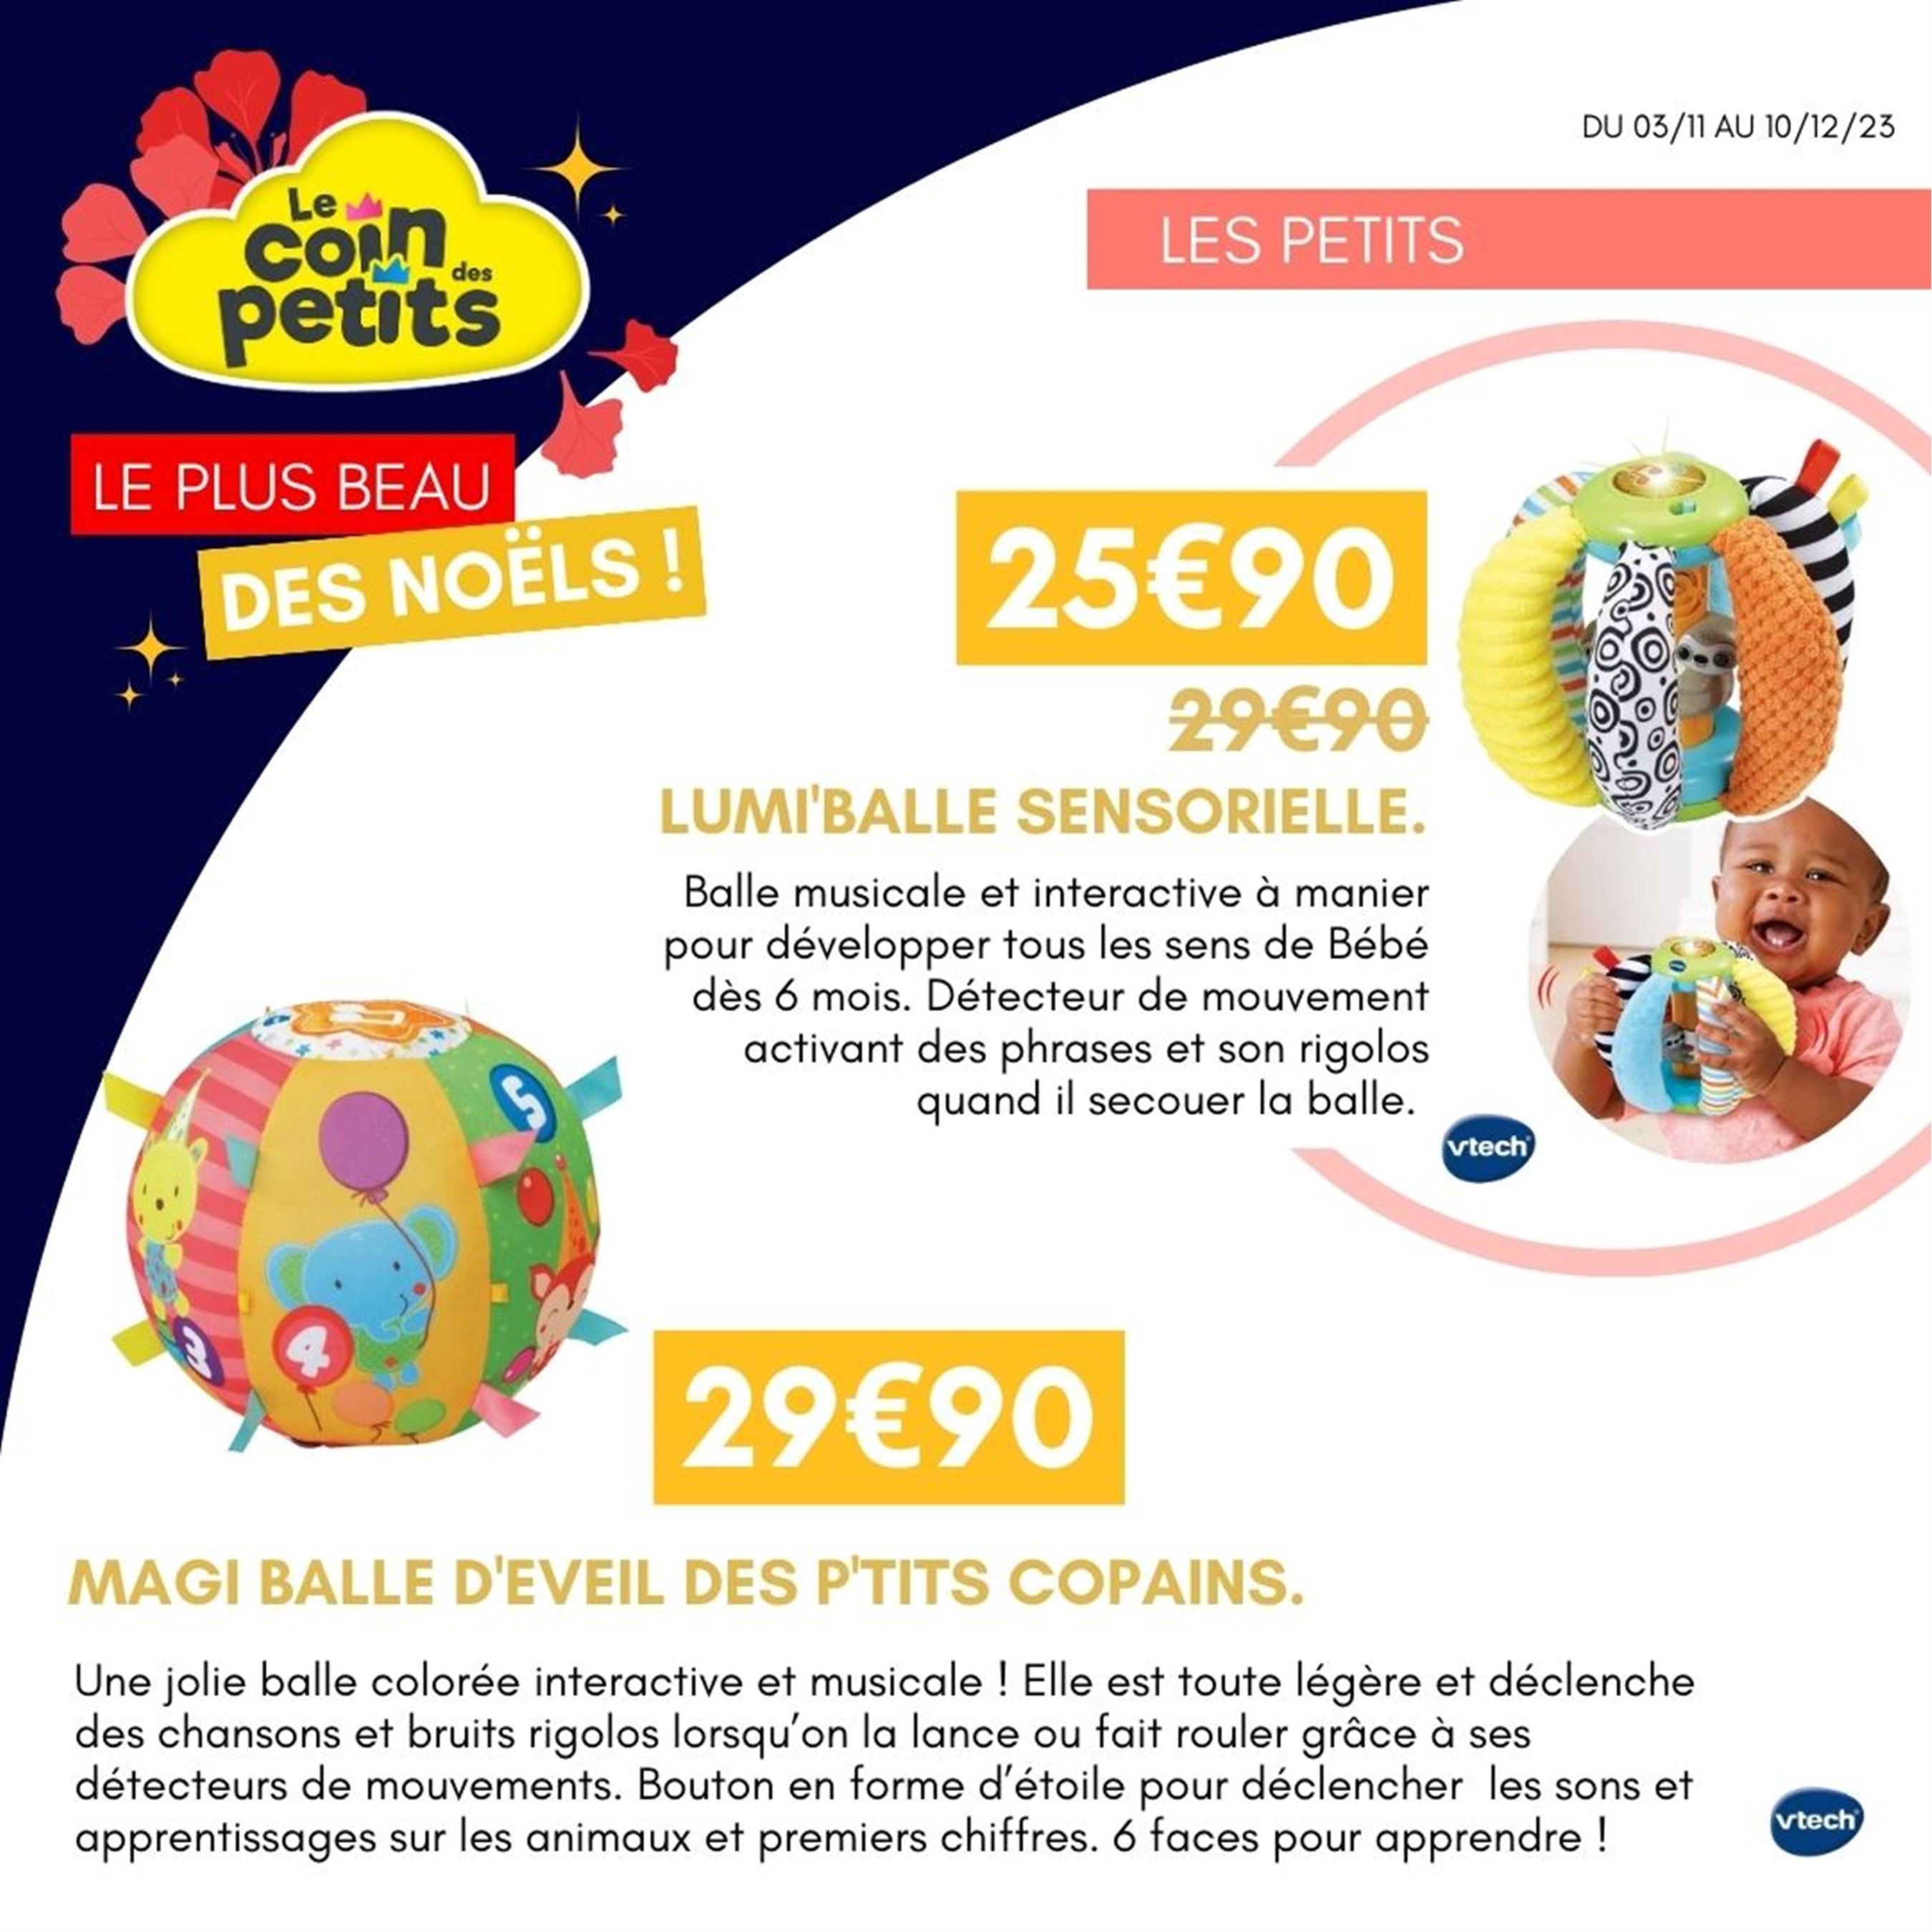 Le
coin des
petits
DU 03/11 AU 10/12/23
LES PETITS
LE PLUS BEAU
DES NOËLS !
25€90
29€90
LUMI'BALLE SENSORIELLE.
Balle musicale et interactive à manier
pour développer tous les sens de Bébé
dès 6 mois. Détecteur de mouvement
activant des phrases et son rigolos
quand il secouer la balle.
vtech
5
3
4
29€90
MAGI BALLE D'EVEIL DES P'TITS COPAINS.
Une jolie balle colorée interactive et musicale ! Elle est toute légère et déclenche
des chansons et bruits rigolos lorsqu’on la lance ou fait rouler grâce à ses
détecteurs de mouvements. Bouton en forme d’étoile pour déclencher les sons et
apprentissages sur les animaux et premiers chiffres. 6 faces pour apprendre !
vtech